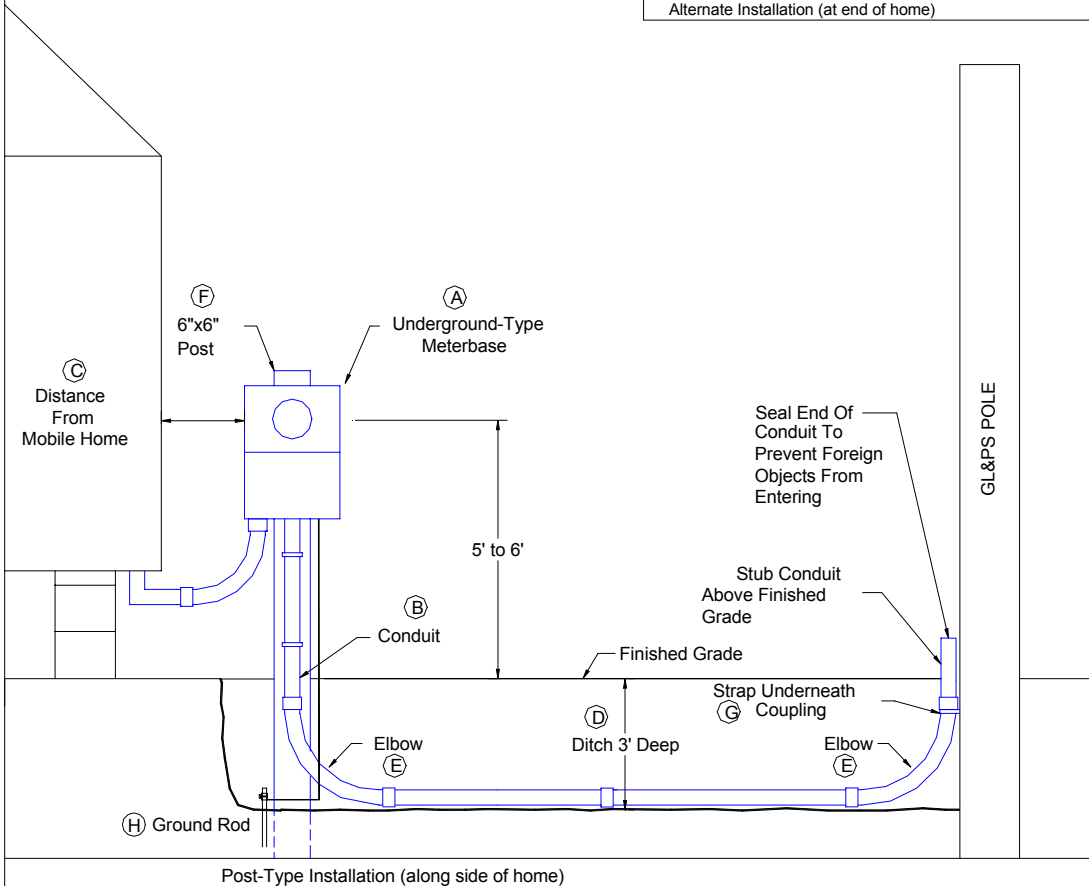 Alternate Installation (at end of home)
F
6"x6"
Post
A
Underground-Type
Meterbase
C
Distance
From
Mobile Home
Seal End Of
Conduit To
Prevent Foreign
Objects From
Entering
GL&PS POLE
5' to 6'
Stub Conduit
Above Finished
Grade
B
Conduit
Finished Grade
Strap Underneath
Coupling
G
D
Ditch 3' Deep
Elbow
E
Elbow
E
H Ground Rod
Post-Type Installation (along side of home)